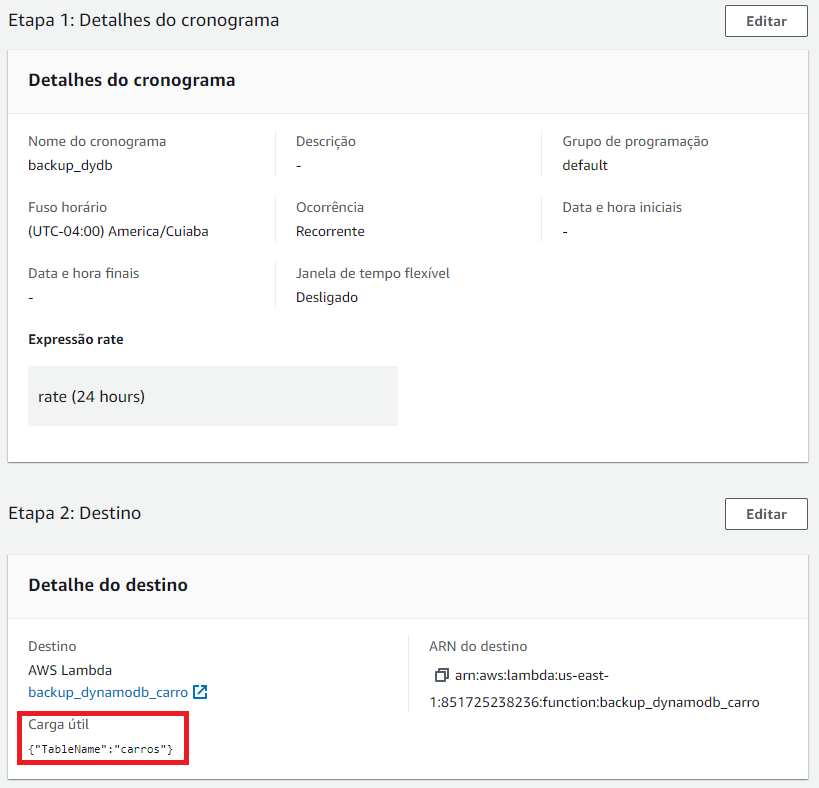 Etapa 1: Detalhes do cronograma
Editar
Detalhes do cronograma
Nome do cronograma
backup_dydb
Descrição
-
Grupo de programação
default
Fuso horário
(UTC-04:00) America/Cuiaba
Ocorrência
Recorrente
Data e hora iniciais
-
Data e hora finais
-
Janela de tempo flexível
Desligado
Expressão rate
rate (24 hours)
Etapa 2: Destino
Editar
Detalhe do destino
Destino
AWS Lambda
backup_dynamodb_carro
ARN do destino
arn:aws:lambda:us-east-
1:851725238236:function:backup_dynamodb_carro
Carga útil
{"TableName":"carros"}